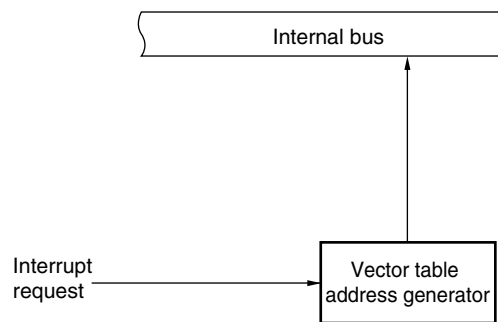 Internal bus
Interrupt
request
Vector table
address generator